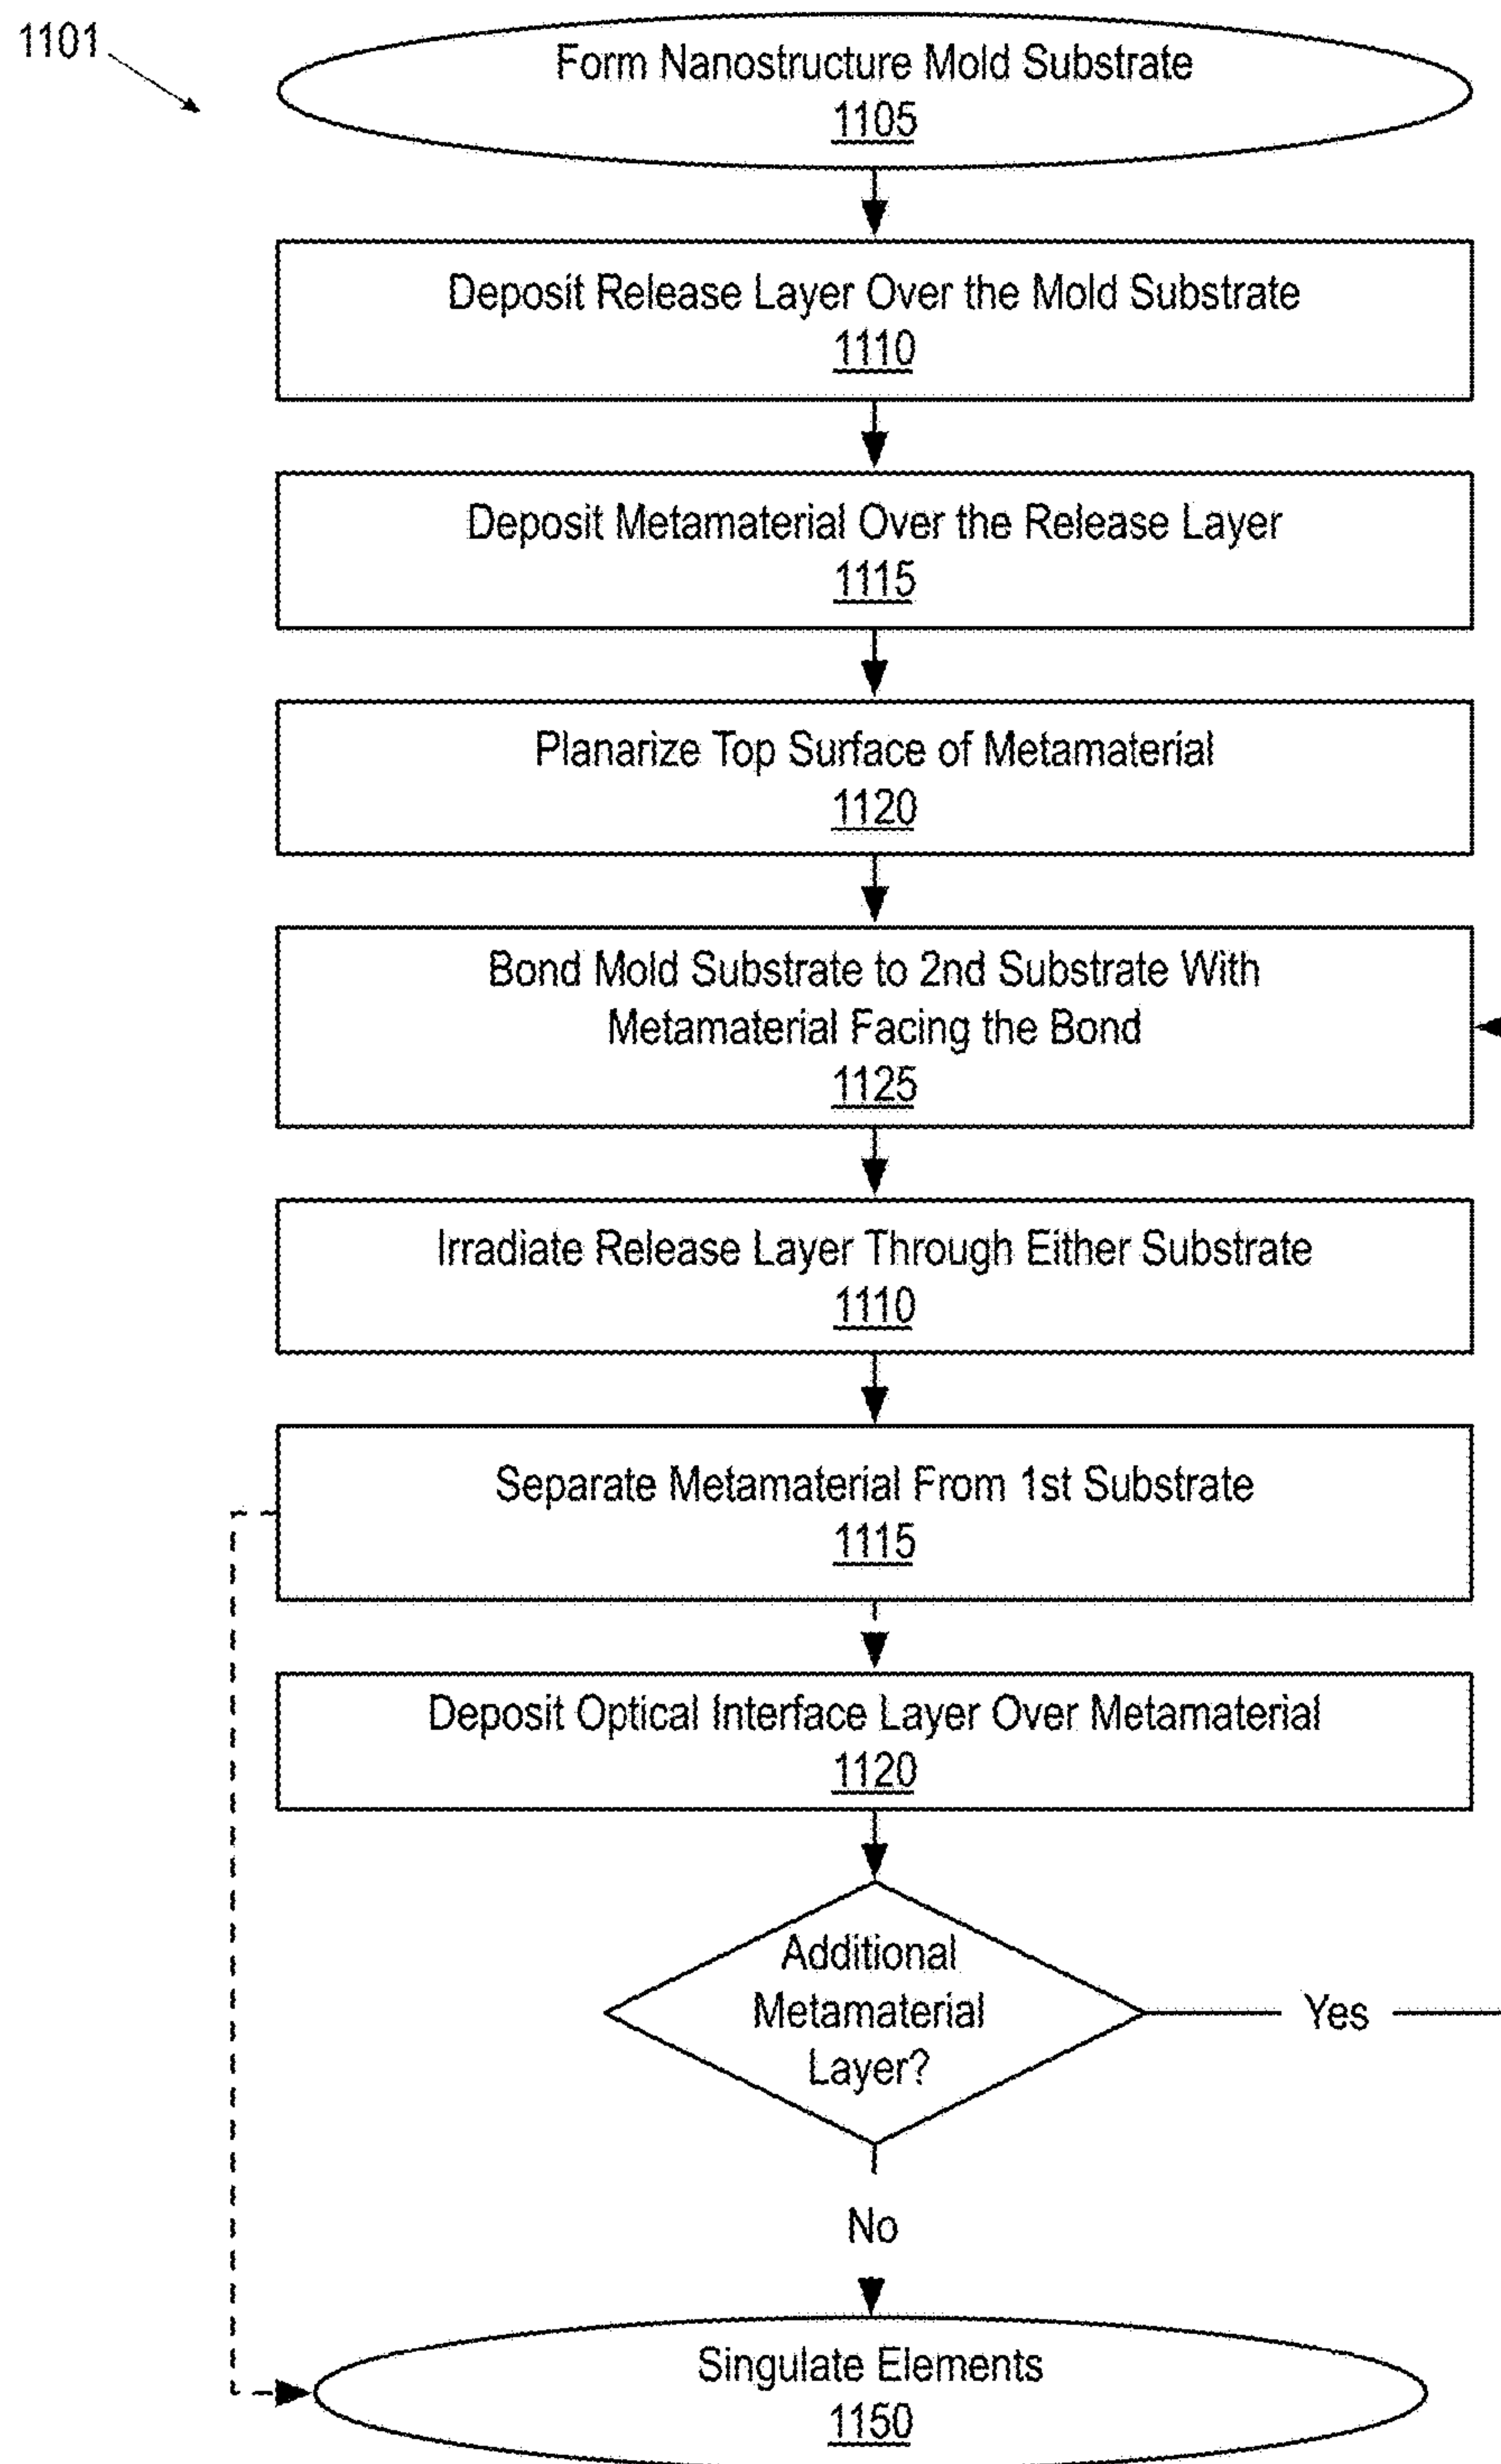 1101
Form Nanostructure Mold Substrate
1105
Deposit Release Layer Over the Mold Substrate
1110
Deposit Metamaterial Over the Release Layer
1115
Planarize Top Surface of Metamaterial
1120
Bond Mold Substrate to 2nd Substrate With
Metamaterial Facing the Bond
1125
Irradiate Release Layer Through Either Substrate
1110
Separate Metamaterial From 1st Substrate
1115
Deposit Optical Interface Layer Over Metamaterial
1120
Additional
Metamaterial
Layer?
Yes
No
Singulate Elements
1150